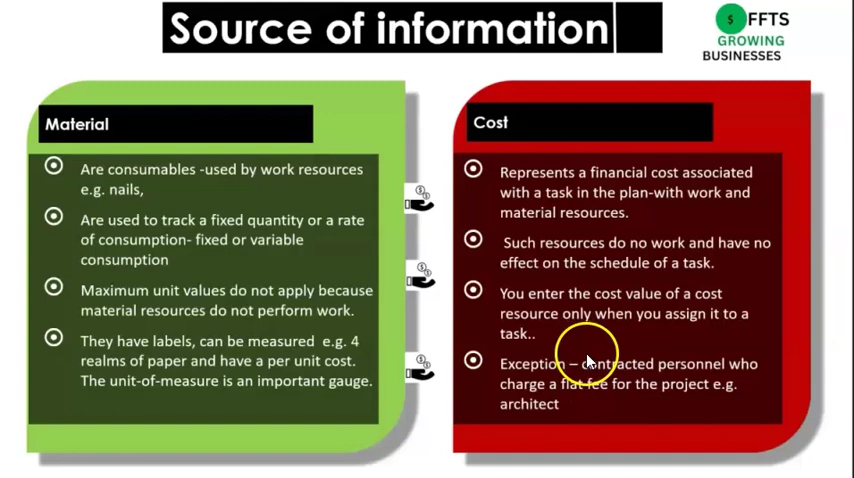 Source of information
$ FFTS
GROWING
BUSINESSES
Material
Are consumables -used by work resources
e.g. nails,
Are used to track a fixed quantity or a rate
of consumption- fixed or variable
consumption
Maximum unit values do not apply because
material resources do not perform work.
They have labels, can be measured e.g. 4
realms of paper and have a per unit cost.
The unit-of-measure is an important gauge.
Cost
Represents a financial cost associated
with a task in the plan-with work and
material resources.
Such resources do no work and have no
effect on the schedule of a task.
You enter the cost value of a cost
resource only when you assign it to a
task..
Exception – contracted personnel who
charge a flat fee for the project e.g.
architect